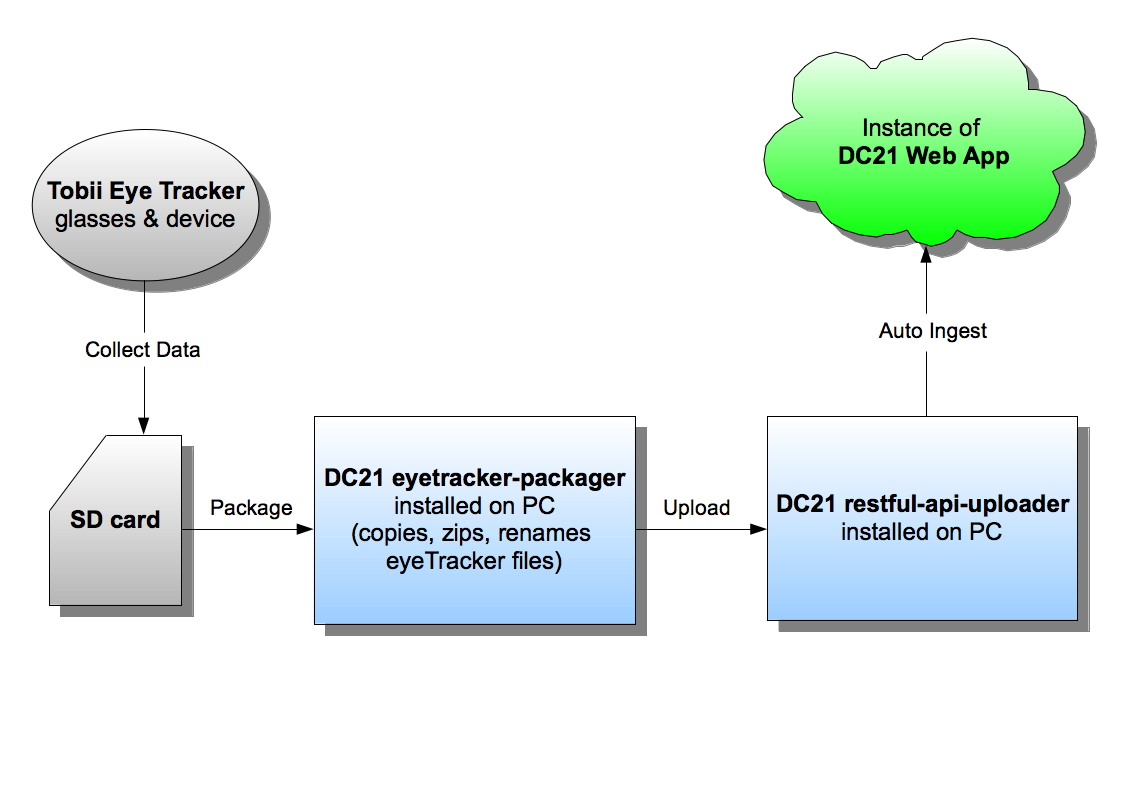 Instance of
DC21 Web App
Tobii Eye Tracker
glasses & device
Auto Ingest
Collect Data
SD card
Package
DC21 eyetracker-packager
installed on PC
(copies, zips, renames
eyeTracker files)
Upload
DC21 restful-api-uploader
installed on PC